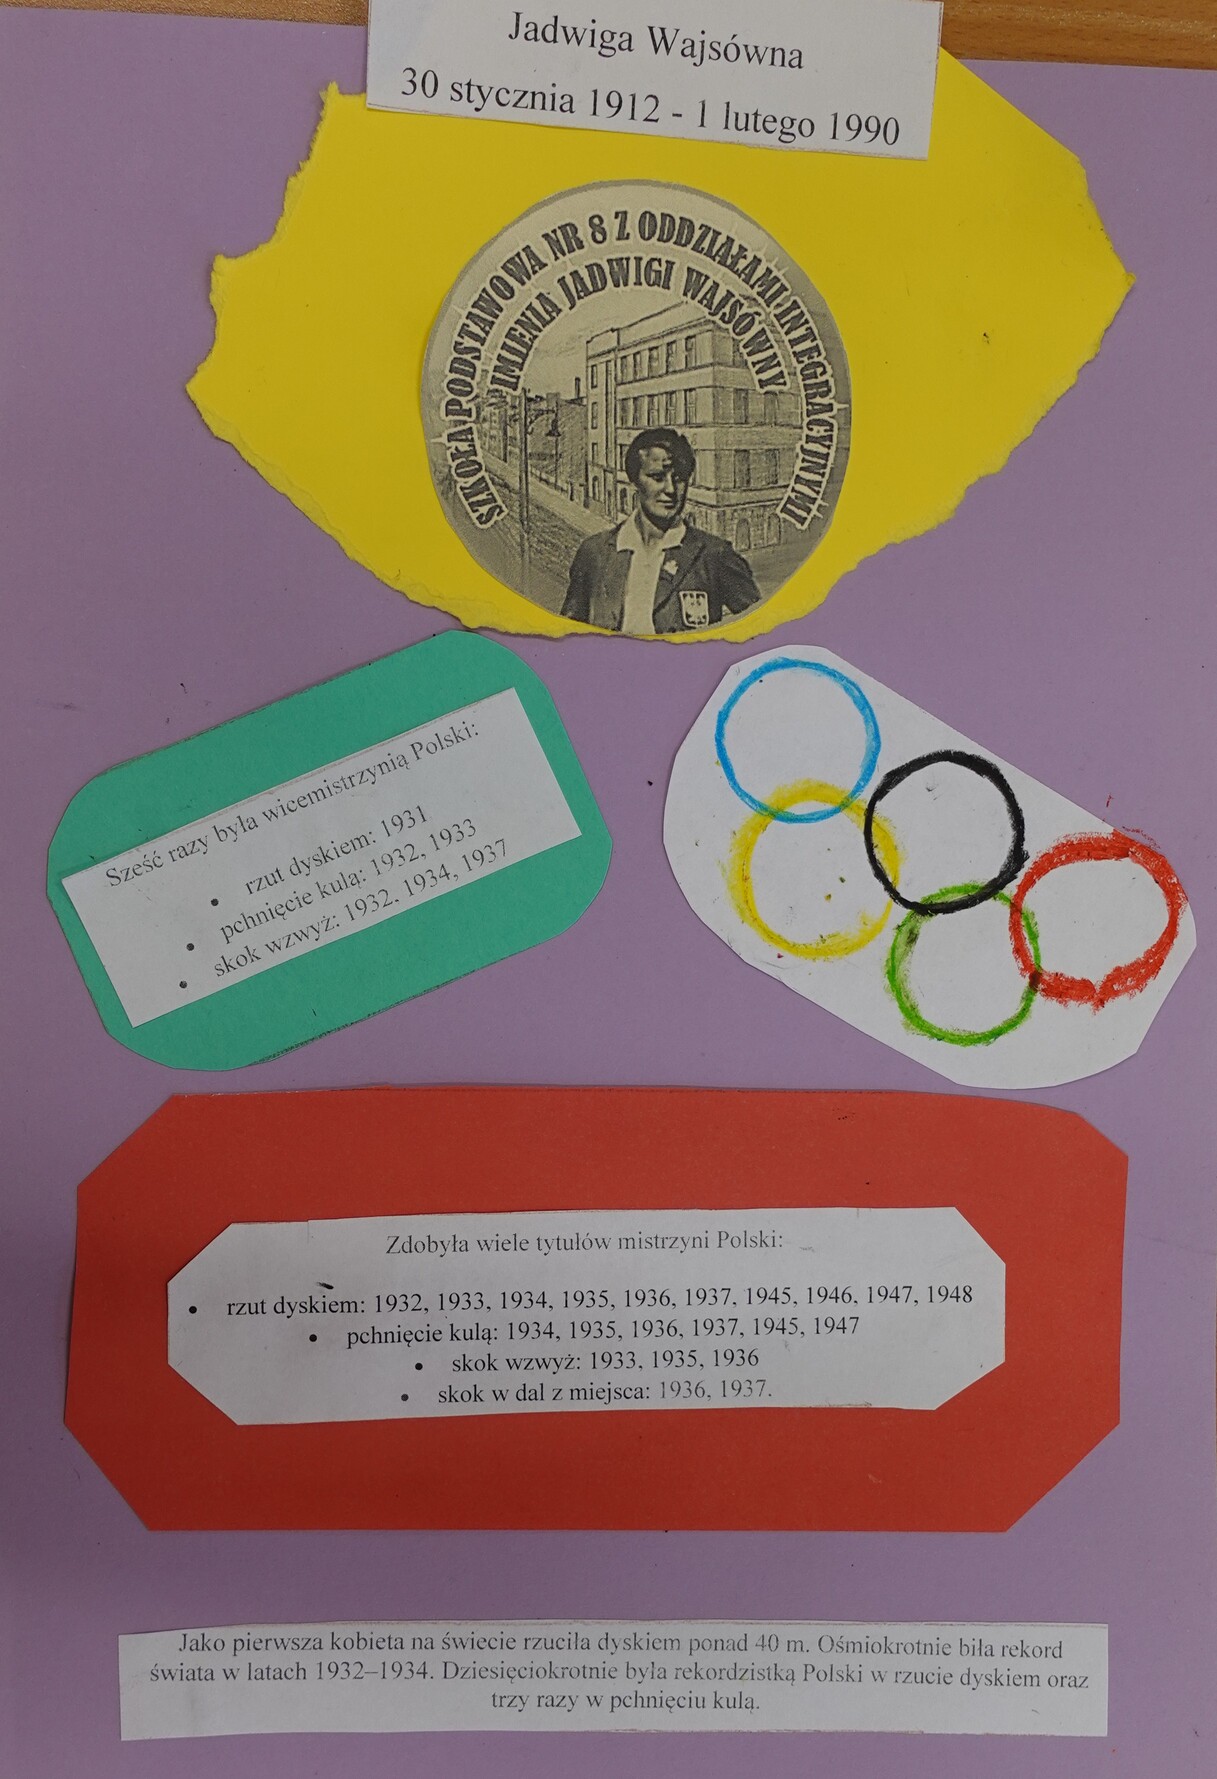 Jadwiga Wajsówna
30 stycznia 1912 - 1 lutego 1990
SZKOŁA PODSTAWOWA NR 8 Z ODDZIAŁAMI INTEGRACYJNYMI
IMIENIA JADWIGI WAJSÓWNY
Sześć razy była wicemistrzynią Polski:
• rzut dyskiem: 1931
• pchnięcie kulą: 1932, 1933
• skok wzwyż: 1932, 1934, 1937
Zdobyła wiele tytułów mistrzyni Polski:
• rzut dyskiem: 1932, 1933, 1934, 1935, 1936, 1937, 1945, 1946, 1947, 1948
• pchnięcie kulą: 1934, 1935, 1936, 1937, 1945, 1947
• skok wzwyż: 1933, 1935, 1936
• skok w dal z miejsca: 1936, 1937.
Jako pierwsza kobieta na świecie rzuciła dyskiem ponad 40 m. Ośmiokrotnie biła rekord
świata w latach 1932–1934. Dziesięciokrotnie była rekordzistką Polski w rzucie dyskiem oraz
trzy razy w pchnięciu kulą.